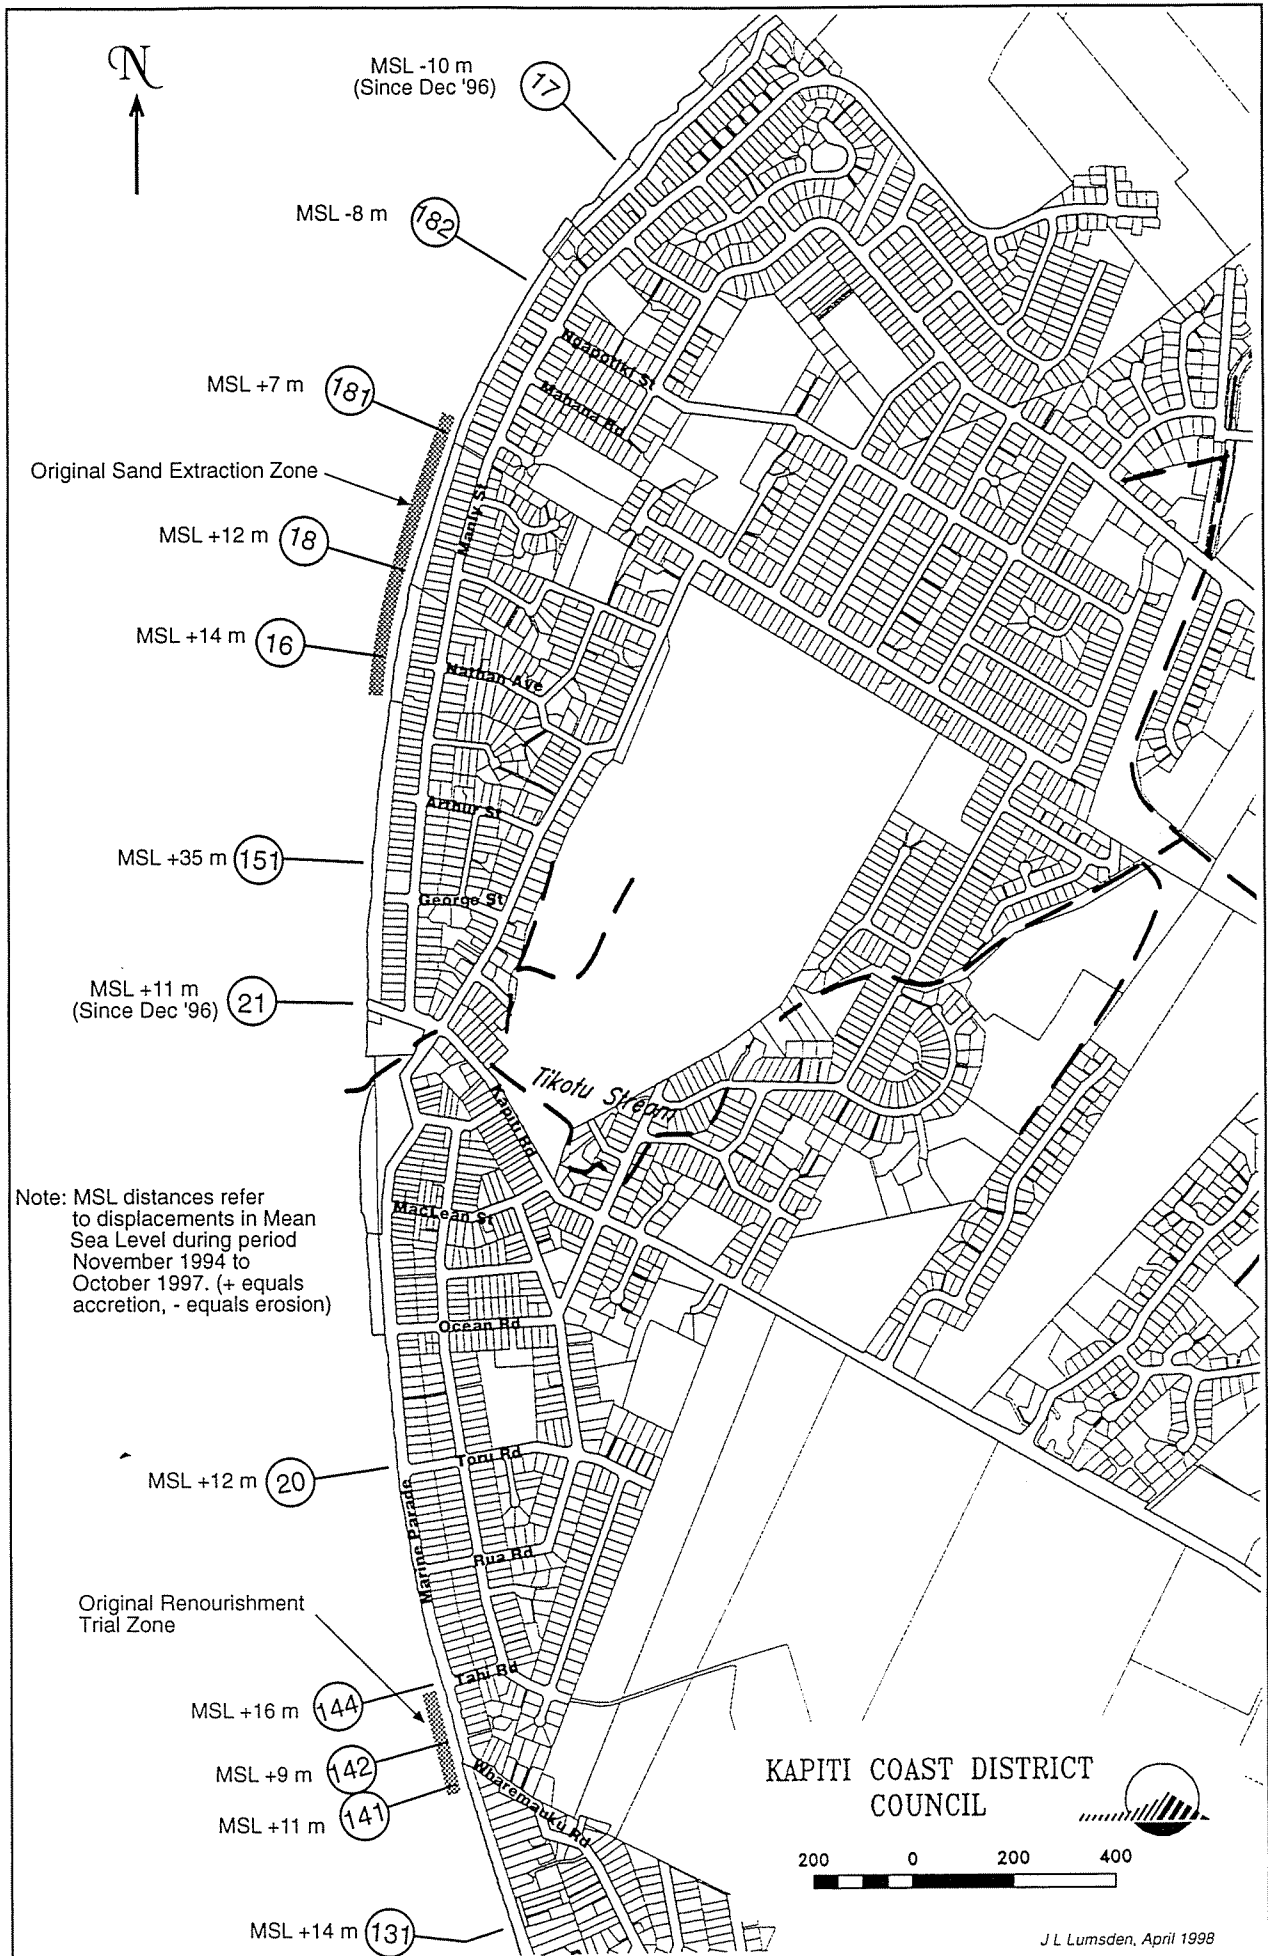 N
MSL -10 m
(Since Dec '96)
17
MSL -8 m
182
Ngapotiki St
Mahana Rd
MSL +7 m
181
Original Sand Extraction Zone
Manly St
MSL +12 m
18
MSL +14 m
16
Nathan Ave
Arthur St
MSL +35 m
151
George St
MSL +11 m
(Since Dec '96)
21
Tikotu Stream
Kapiti Rd
Note: MSL distances refer
to displacements in Mean
Sea Level during period
November 1994 to
October 1997. (+ equals
accretion, - equals erosion)
MacLean St
Ocean Rd
Toru Rd
MSL +12 m
20
Marine Parade
Rua Rd
Original Renourishment
Trial Zone
Tahi Rd
MSL +16 m
144
MSL +9 m
142
MSL +11 m
141
Wharemauku Rd
KAPITI COAST DISTRICT
COUNCIL
200 0 200 400
MSL +14 m
131
J L Lumsden, April 1998